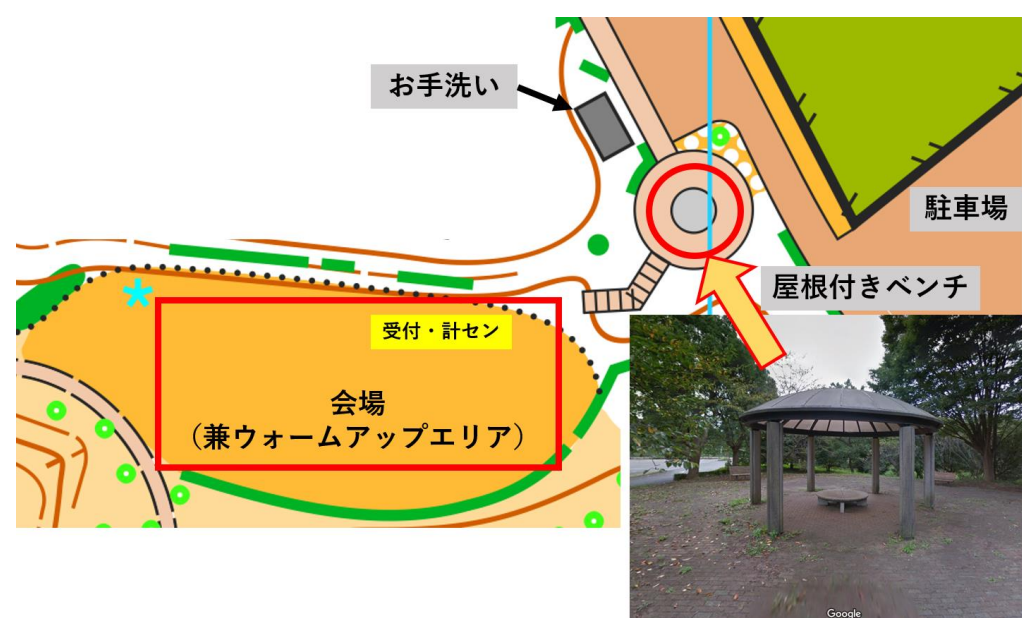 お手洗い
駐車場
屋根付きベンチ
受付・計セン
会場
（兼ウォームアップエリア）
Google